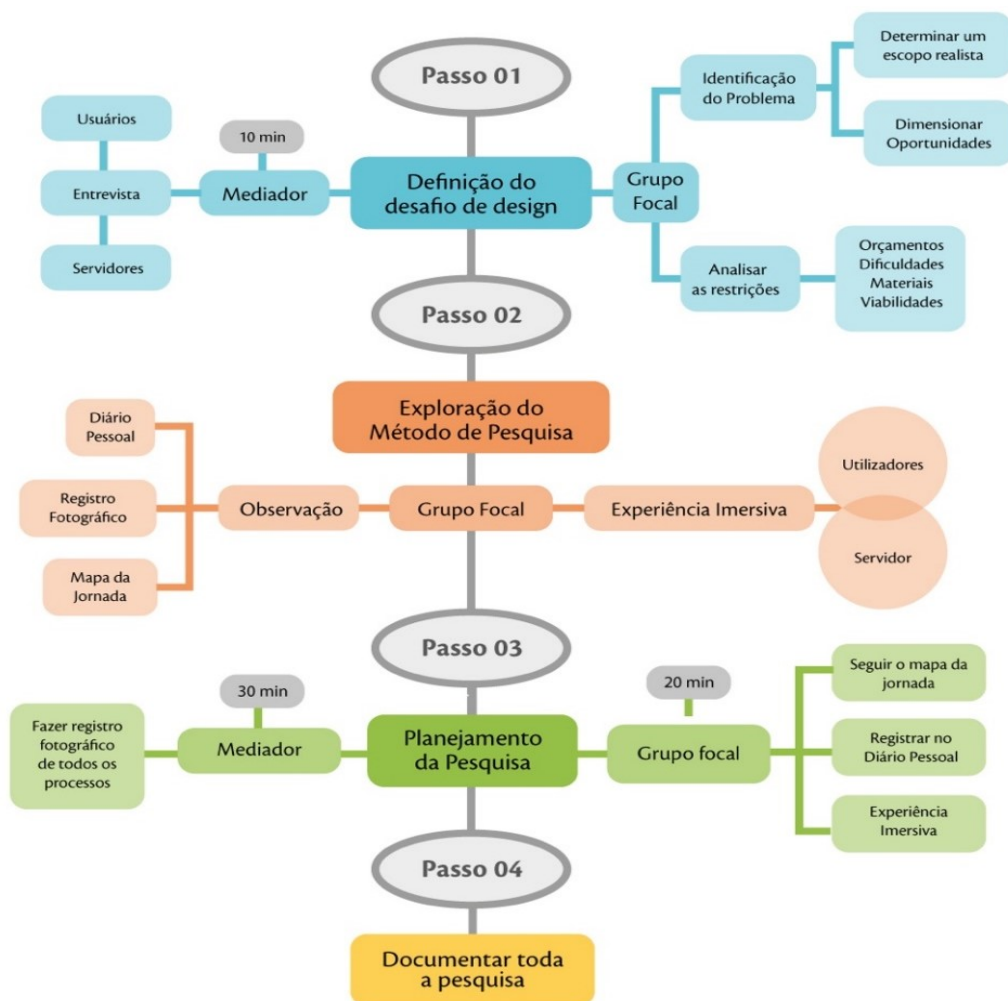 Passo 01
Usuários
Entrevista
Servidores
10 min
Mediador
Definição do
desafio de design
Grupo
Focal
Identificação
do Problema
Determinar um
escopo realista
Dimensionar
Oportunidades
Analisar
as restrições
Orçamentos
Dificuldades
Materiais
Viabilidades
Passo 02
Exploração do
Método de Pesquisa
Diário
Pessoal
Registro
Fotográfico
Mapa da
Jornada
Observação
Grupo Focal
Experiência Imersiva
Utilizadores
Servidor
Passo 03
Fazer registro
fotográfico
de todos os
processos
30 min
Mediador
Planejamento
da Pesquisa
20 min
Grupo focal
Seguir o mapa da
jornada
Registrar no
Diário Pessoal
Experiência
Imersiva
Passo 04
Documentar toda
a pesquisa